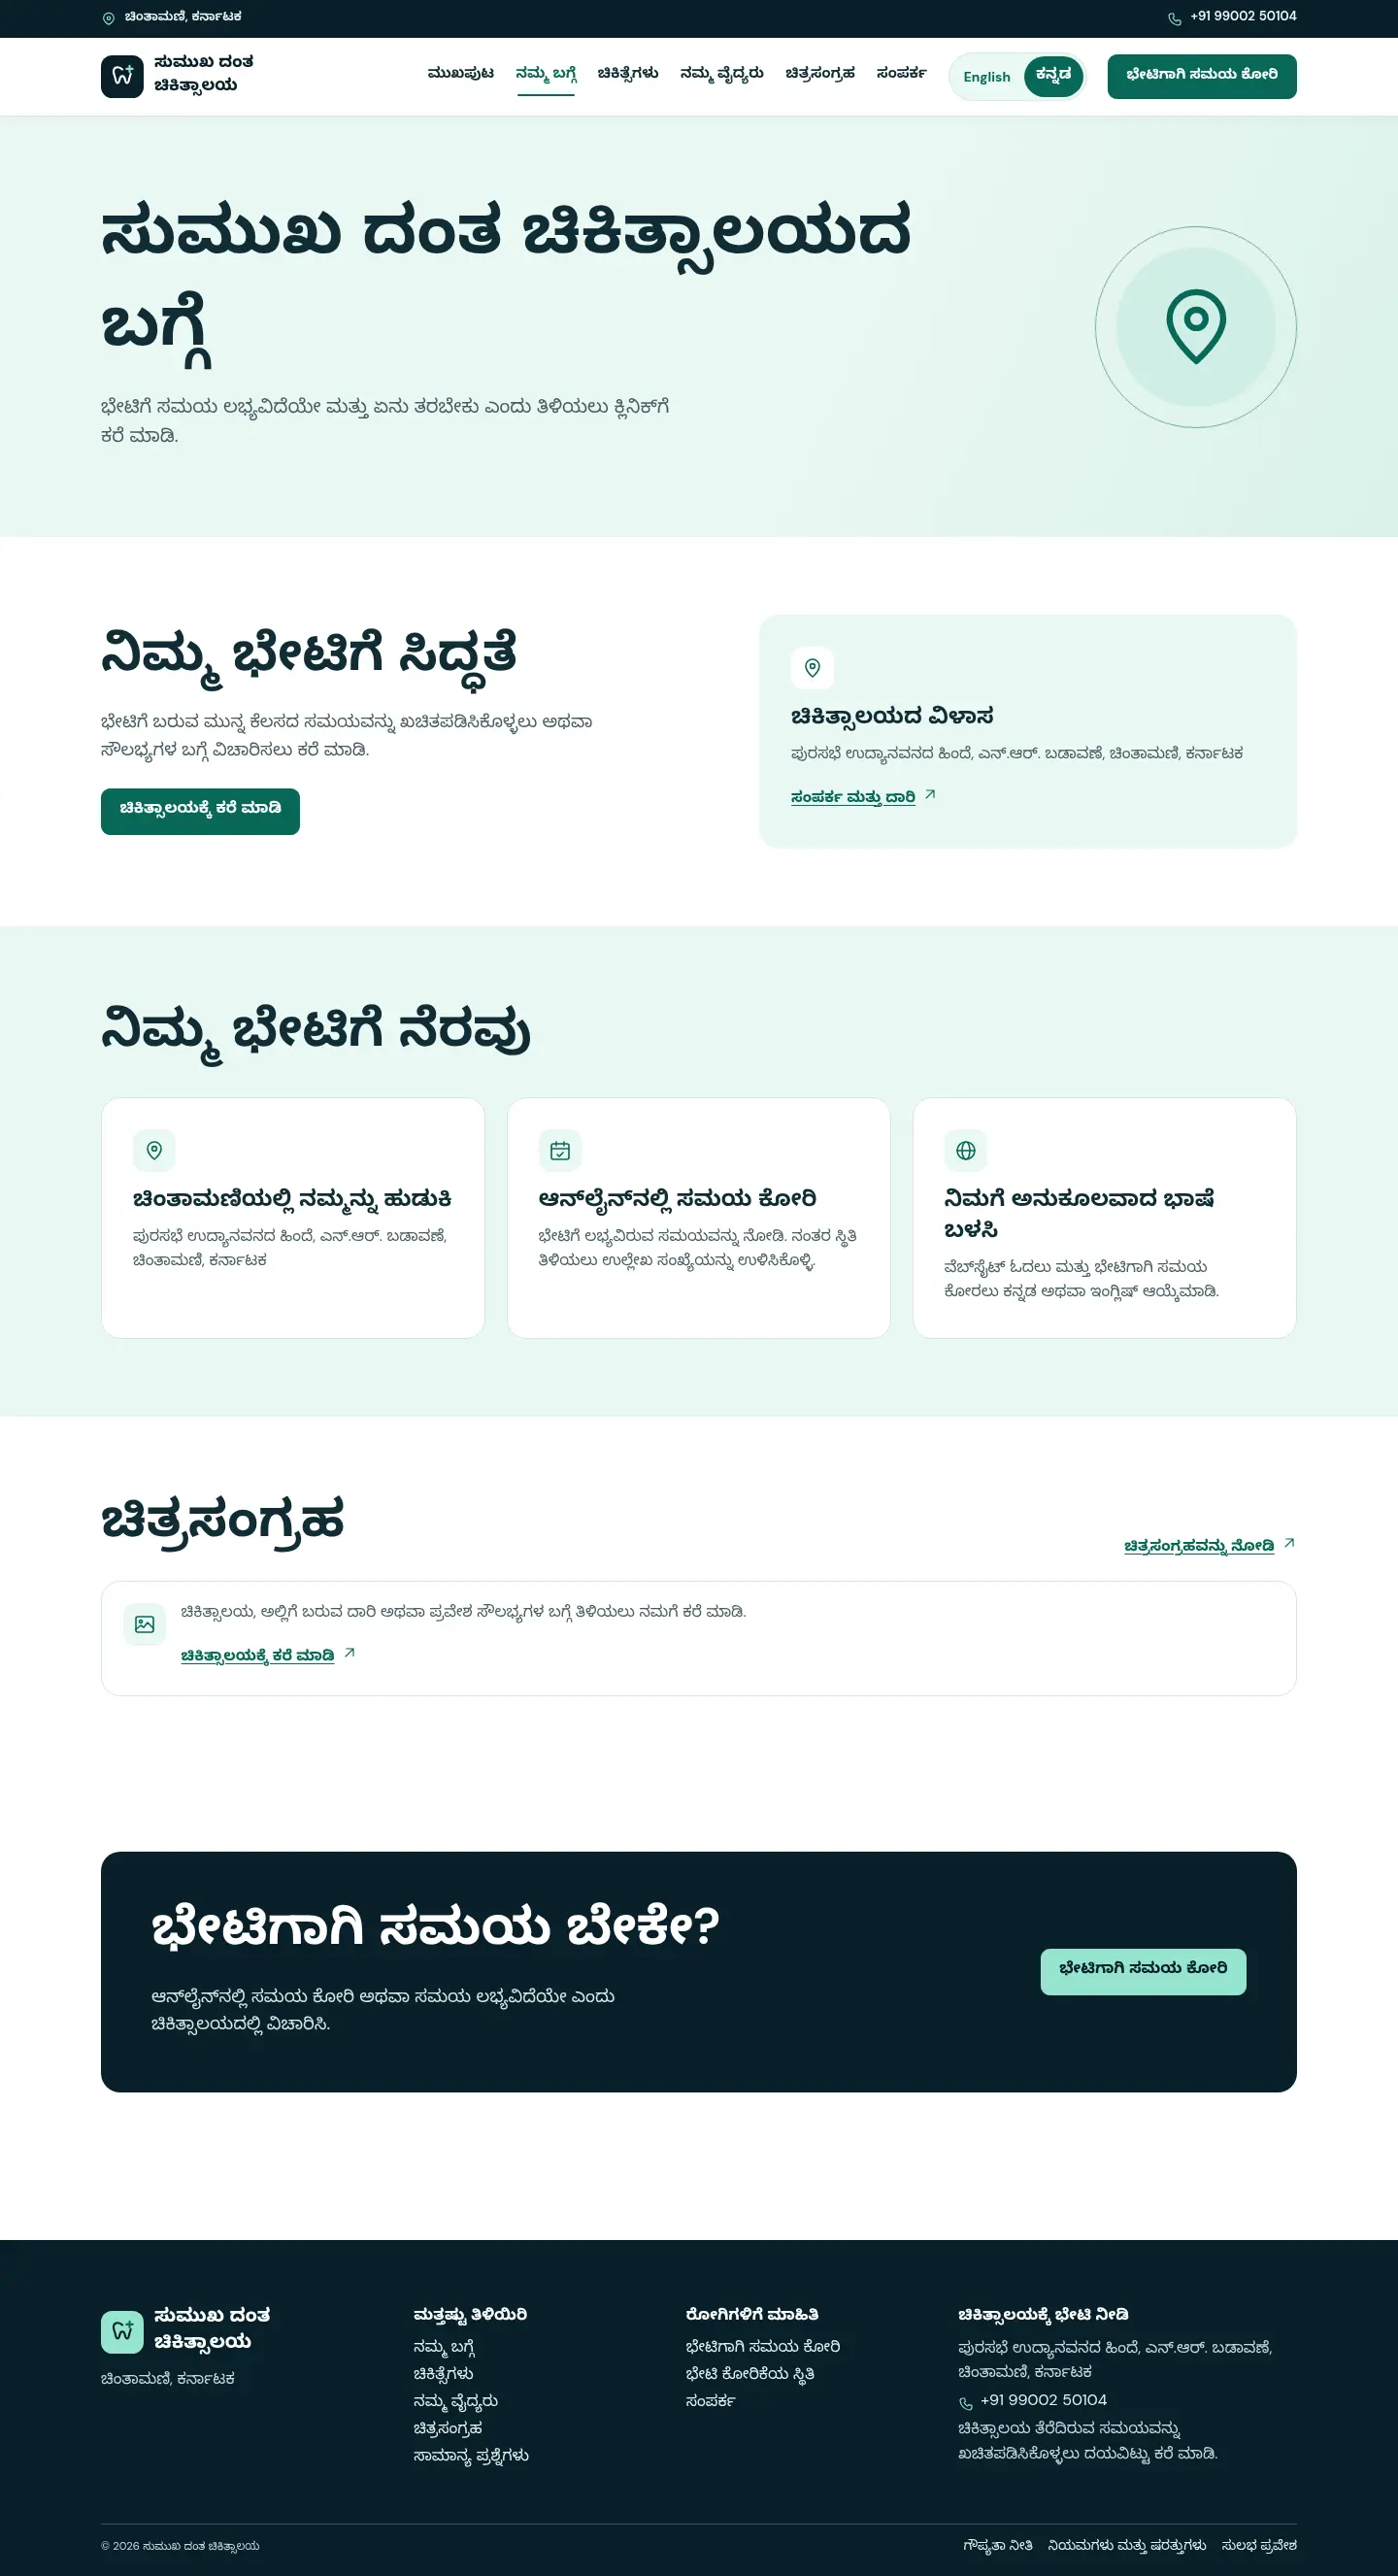 ಚಿಂತಾಮಣಿ, ಕರ್ನಾಟಕ
+91 99002 50104
ಸುಮುಖ ದಂತ
ಚಿಕಿತ್ಸಾಲಯ
ಮುಖಪುಟ
ನಮ್ಮ ಬಗ್ಗೆ
ಚಿಕಿತ್ಸೆಗಳು
ನಮ್ಮ ವೈದ್ಯರು
ಚಿತ್ರಸಂಗ್ರಹ
ಸಂಪರ್ಕ
English
ಕನ್ನಡ
ಭೇಟಿಗಾಗಿ ಸಮಯ ಕೋರಿ
ಸುಮುಖ ದಂತ ಚಿಕಿತ್ಸಾಲಯದ
ಬಗ್ಗೆ
ಭೇಟಿಗೆ ಸಮಯ ಲಭ್ಯವಿದೆಯೇ ಮತ್ತು ಏನು ತರಬೇಕು ಎಂದು ತಿಳಿಯಲು ಕ್ಲಿನಿಕ್‌ಗೆ
ಕರೆ ಮಾಡಿ.
ನಿಮ್ಮ ಭೇಟಿಗೆ ಸಿದ್ಧತೆ
ಭೇಟಿಗೆ ಬರುವ ಮುನ್ನ ಕೆಲಸದ ಸಮಯವನ್ನು ಖಚಿತಪಡಿಸಿಕೊಳ್ಳಲು ಅಥವಾ
ಸೌಲಭ್ಯಗಳ ಬಗ್ಗೆ ವಿಚಾರಿಸಲು ಕರೆ ಮಾಡಿ.
ಚಿಕಿತ್ಸಾಲಯಕ್ಕೆ ಕರೆ ಮಾಡಿ
ಚಿಕಿತ್ಸಾಲಯದ ವಿಳಾಸ
ಪುರಸಭೆ ಉದ್ಯಾನವನದ ಹಿಂದೆ, ಎನ್.ಆರ್. ಬಡಾವಣೆ, ಚಿಂತಾಮಣಿ, ಕರ್ನಾಟಕ
ಸಂಪರ್ಕ ಮತ್ತು ದಾರಿ
ನಿಮ್ಮ ಭೇಟಿಗೆ ನೆರವು
ಚಿಂತಾಮಣಿಯಲ್ಲಿ ನಮ್ಮನ್ನು ಹುಡುಕಿ
ಪುರಸಭೆ ಉದ್ಯಾನವನದ ಹಿಂದೆ, ಎನ್.ಆರ್. ಬಡಾವಣೆ,
ಚಿಂತಾಮಣಿ, ಕರ್ನಾಟಕ
ಆನ್‌ಲೈನ್‌ನಲ್ಲಿ ಸಮಯ ಕೋರಿ
ಭೇಟಿಗೆ ಲಭ್ಯವಿರುವ ಸಮಯವನ್ನು ನೋಡಿ. ನಂತರ ಸ್ಥಿತಿ
ತಿಳಿಯಲು ಉಲ್ಲೇಖ ಸಂಖ್ಯೆಯನ್ನು ಉಳಿಸಿಕೊಳ್ಳಿ.
ನಿಮಗೆ ಅನುಕೂಲವಾದ ಭಾಷೆ
ಬಳಸಿ
ವೆಬ್‌ಸೈಟ್ ಓದಲು ಮತ್ತು ಭೇಟಿಗಾಗಿ ಸಮಯ
ಕೋರಲು ಕನ್ನಡ ಅಥವಾ ಇಂಗ್ಲಿಷ್ ಆಯ್ಕೆಮಾಡಿ.
ಚಿತ್ರಸಂಗ್ರಹ
ಚಿತ್ರಸಂಗ್ರಹವನ್ನು ನೋಡಿ
ಚಿಕಿತ್ಸಾಲಯ, ಅಲ್ಲಿಗೆ ಬರುವ ದಾರಿ ಅಥವಾ ಪ್ರವೇಶ ಸೌಲಭ್ಯಗಳ ಬಗ್ಗೆ ತಿಳಿಯಲು ನಮಗೆ ಕರೆ ಮಾಡಿ.
ಚಿಕಿತ್ಸಾಲಯಕ್ಕೆ ಕರೆ ಮಾಡಿ
ಭೇಟಿಗಾಗಿ ಸಮಯ ಬೇಕೇ?
ಆನ್‌ಲೈನ್‌ನಲ್ಲಿ ಸಮಯ ಕೋರಿ ಅಥವಾ ಸಮಯ ಲಭ್ಯವಿದೆಯೇ ಎಂದು
ಚಿಕಿತ್ಸಾಲಯದಲ್ಲಿ ವಿಚಾರಿಸಿ.
ಭೇಟಿಗಾಗಿ ಸಮಯ ಕೋರಿ
ಸುಮುಖ ದಂತ
ಚಿಕಿತ್ಸಾಲಯ
ಚಿಂತಾಮಣಿ, ಕರ್ನಾಟಕ
ಮತ್ತಷ್ಟು ತಿಳಿಯಿರಿ
ನಮ್ಮ ಬಗ್ಗೆ
ಚಿಕಿತ್ಸೆಗಳು
ನಮ್ಮ ವೈದ್ಯರು
ಚಿತ್ರಸಂಗ್ರಹ
ಸಾಮಾನ್ಯ ಪ್ರಶ್ನೆಗಳು
ರೋಗಿಗಳಿಗೆ ಮಾಹಿತಿ
ಭೇಟಿಗಾಗಿ ಸಮಯ ಕೋರಿ
ಭೇಟಿ ಕೋರಿಕೆಯ ಸ್ಥಿತಿ
ಸಂಪರ್ಕ
ಚಿಕಿತ್ಸಾಲಯಕ್ಕೆ ಭೇಟಿ ನೀಡಿ
ಪುರಸಭೆ ಉದ್ಯಾನವನದ ಹಿಂದೆ, ಎನ್.ಆರ್. ಬಡಾವಣೆ,
ಚಿಂತಾಮಣಿ, ಕರ್ನಾಟಕ
+91 99002 50104
ಚಿಕಿತ್ಸಾಲಯ ತೆರೆದಿರುವ ಸಮಯವನ್ನು
ಖಚಿತಪಡಿಸಿಕೊಳ್ಳಲು ದಯವಿಟ್ಟು ಕರೆ ಮಾಡಿ.
© 2026 ಸುಮುಖ ದಂತ ಚಿಕಿತ್ಸಾಲಯ
ಗೌಪ್ಯತಾ ನೀತಿ
ನಿಯಮಗಳು ಮತ್ತು ಷರತ್ತುಗಳು
ಸುಲಭ ಪ್ರವೇಶ